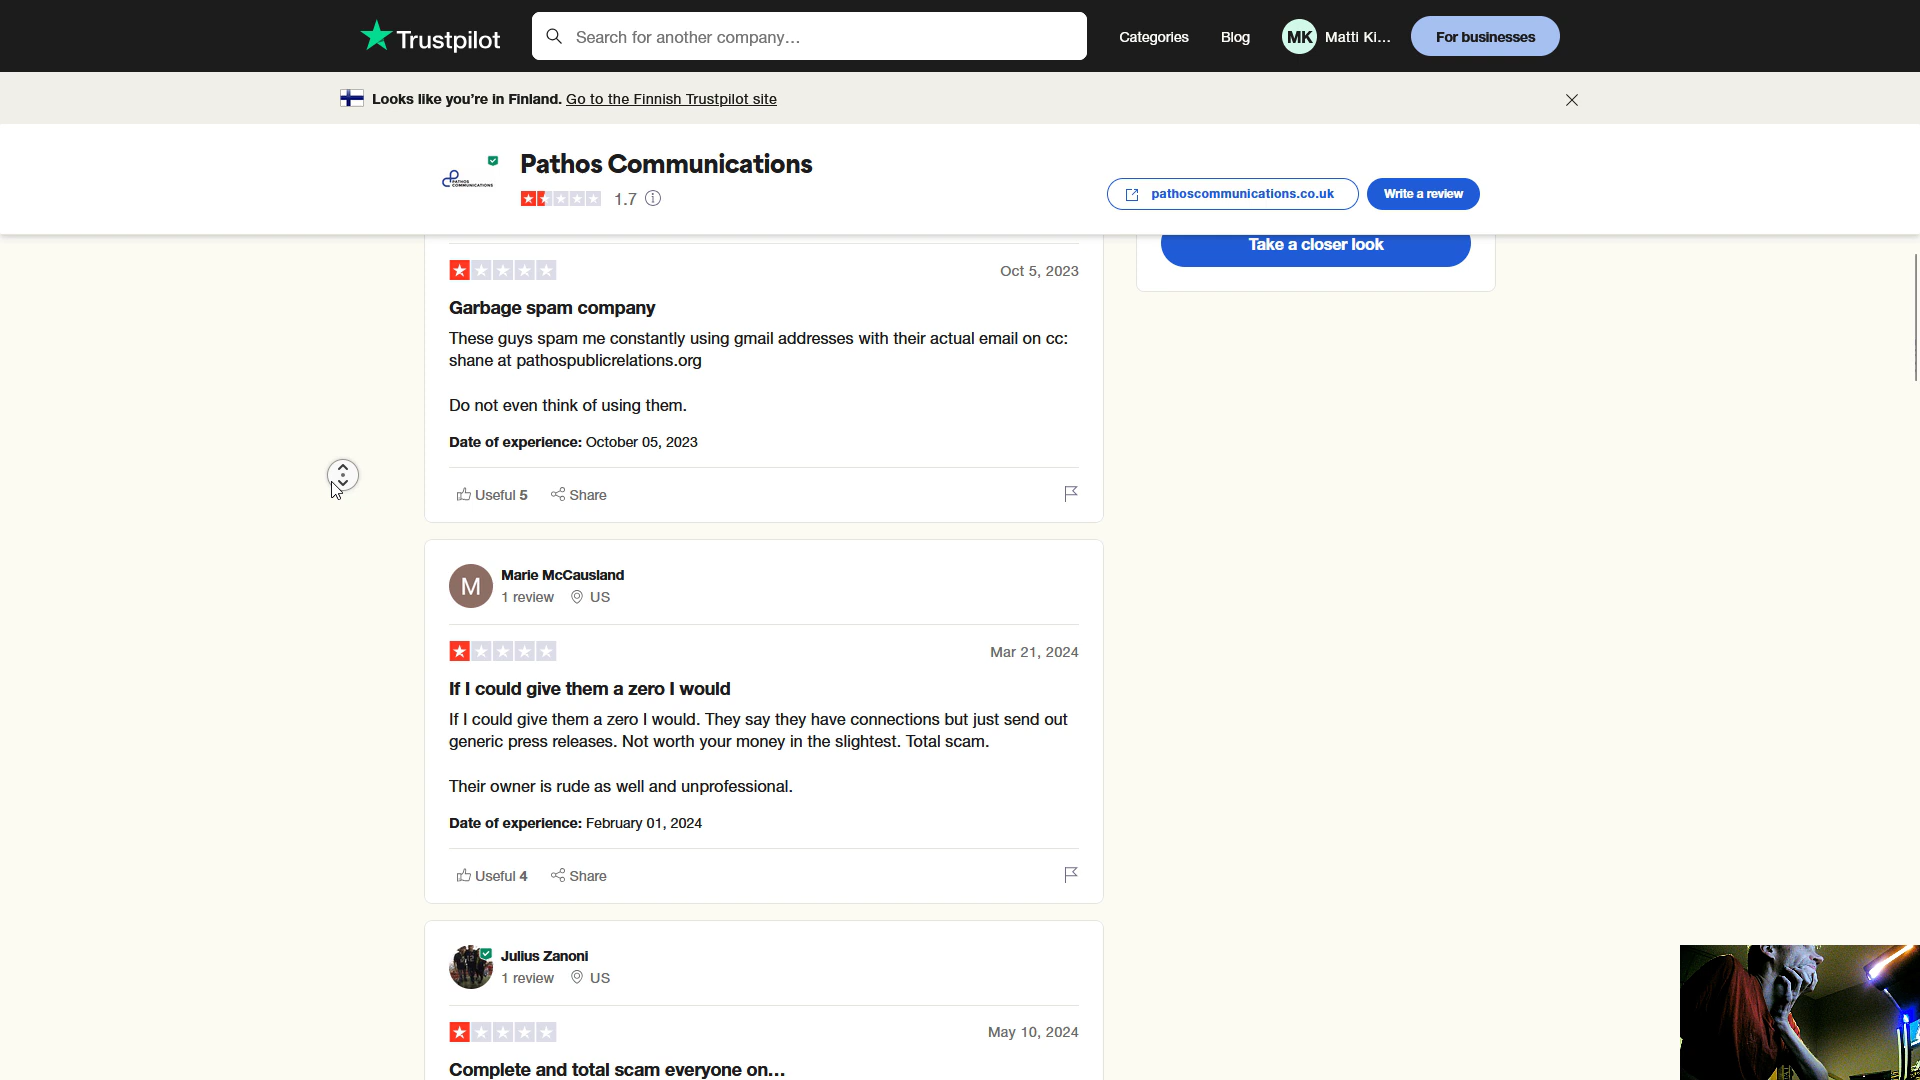 Trustpilot
Search for another company...
Categories
Blog
MK
Matti Ki...
For businesses
Looks like you're in Finland. Go to the Finnish Trustpilot site
PATHOS
COMMUNICATIONS
Pathos Communications
1.7
pathoscommunications.co.uk
Write a review
Take a closer look
Oct 5, 2023
Garbage spam company
These guys spam me constantly using gmail addresses with their actual email on cc:
shane at pathospublicrelations.org
Do not even think of using them.
Date of experience: October 05, 2023
Useful 5
Share
M
Marie McCausland
1 review
US
Mar 21, 2024
If I could give them a zero I would
If I could give them a zero I would. They say they have connections but just send out
generic press releases. Not worth your money in the slightest. Total scam.
Their owner is rude as well and unprofessional.
Date of experience: February 01, 2024
Useful 4
Share
Julius Zanoni
1 review
US
May 10, 2024
Complete and total scam everyone on...